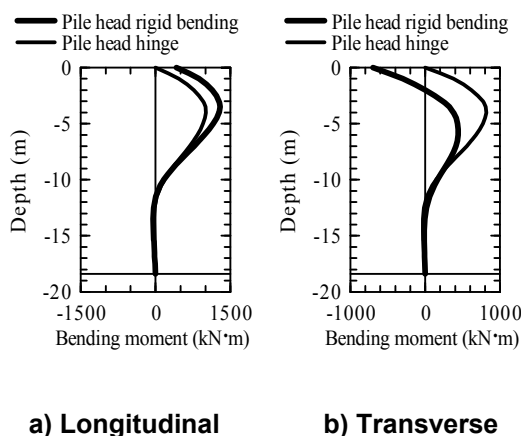 Pile head rigid bending
Pile head hinge
0
-5
-10
-15
-20
Depth (m)
-1500 0 1500
Bending moment (kN•m)
a) Longitudinal
Pile head rigid bending
Pile head hinge
0
-5
-10
-15
-20
Depth (m)
-1000 0 1000
Bending moment (kN•m)
b) Transverse